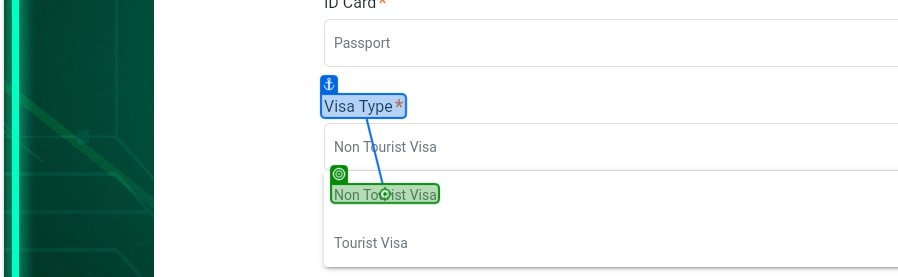 ID Card *
Passport
Visa Type *
Non Tourist Visa
Non Tourist Visa
Tourist Visa